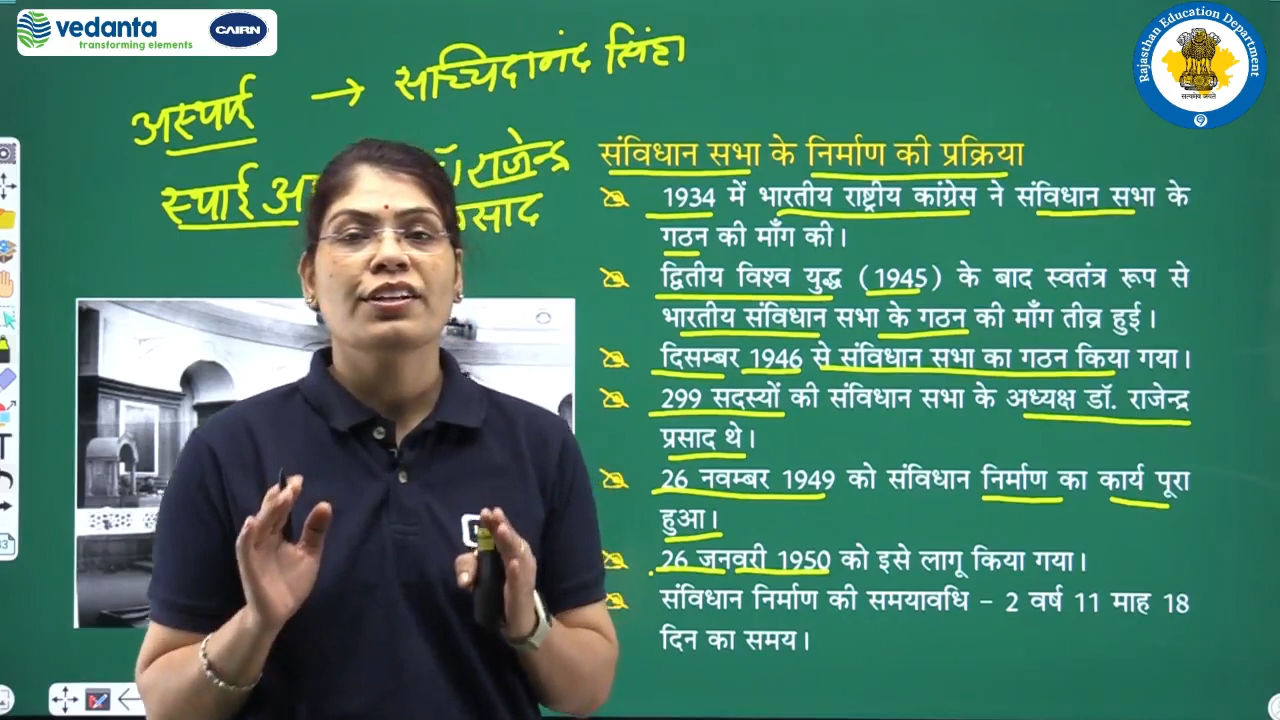 vedanta
transforming elements
CAIRN
Rajasthan Education Department
सत्यमेव जयते
→ सच्चिदानंद सिंहा
राजेन्द्र
संविधान सभा के निर्माण की प्रक्रिया
1934 में भारतीय राष्ट्रीय कांग्रेस ने संविधान सभा के
गठन की माँग की।
द्वितीय विश्व युद्ध (1945) के बाद स्वतंत्र रूप से
भारतीय संविधान सभा के गठन की माँग तीव्र हुई।
दिसम्बर 1946 से संविधान सभा का गठन किया गया।
299 सदस्यों की संविधान सभा के अध्यक्ष डॉ. राजेन्द्र
प्रसाद थे।
26 नवम्बर 1949 को संविधान निर्माण का कार्य पूरा
हुआ।
26 जनवरी 1950 को इसे लागू किया गया।
संविधान निर्माण की समयावधि – 2 वर्ष 11 माह 18
दिन का समय।